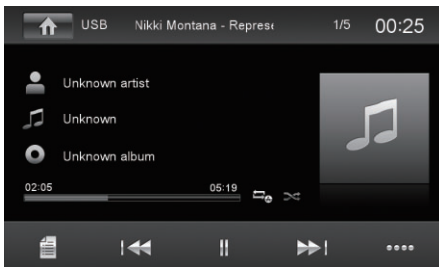 USB Nikki Montana - Represe 1/5 00:25
Unknown artist
Unknown
Unknown album
02:05 05:19